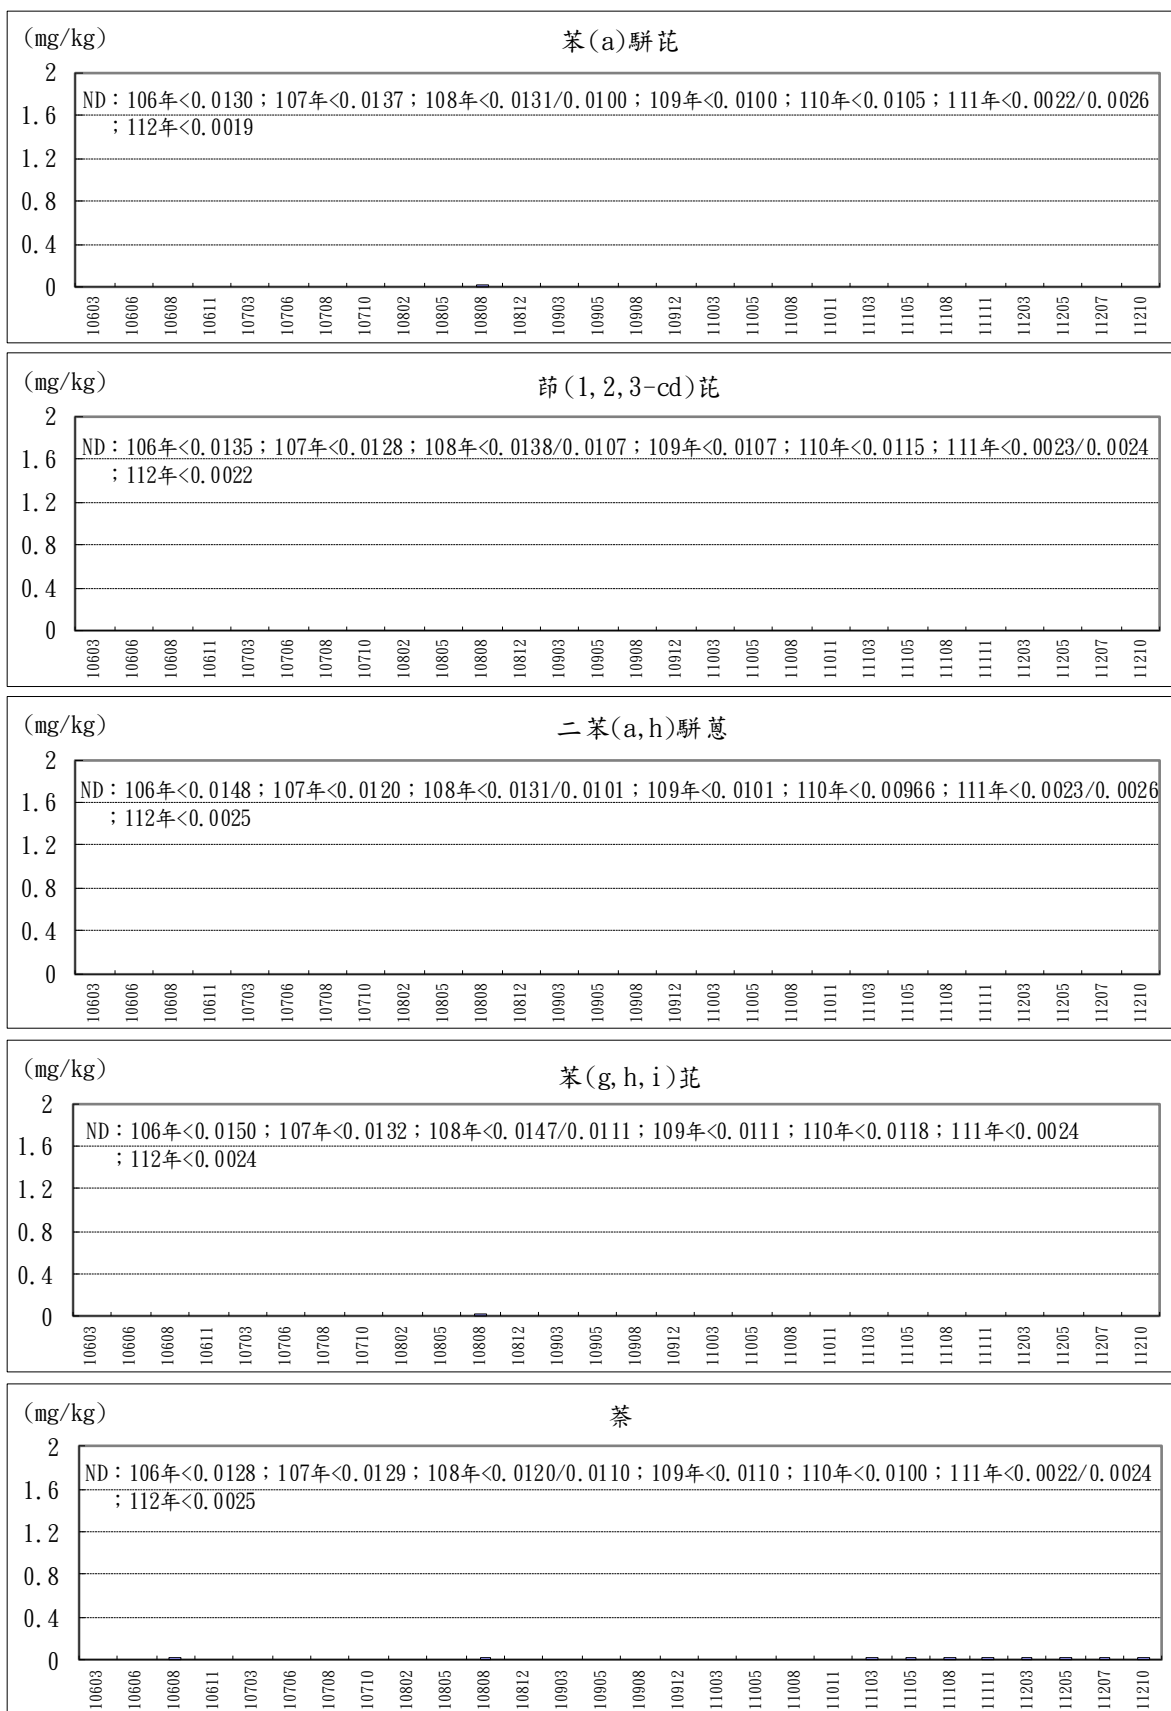 (mg/kg)
苯(a)駢芘
2
ND：106年<0.0130；107年<0.0137；108年<0.0131/0.0100；109年<0.0100；110年<0.0105；111年<0.0022/0.0026
；112年<0.0019
1.6
1.2
0.8
0.4
0
10603 10606 10608 10611 10703 10706 10708 10710 10802 10805 10808 10812 10903 10905 10908 10912 11003 11005 11008 11011 11103 11105 11108 11111 11203 11205 11207 11210
(mg/kg)
茚(1,2,3-cd)芘
2
ND：106年<0.0135；107年<0.0128；108年<0.0138/0.0107；109年<0.0107；110年<0.0115；111年<0.0023/0.0024
；112年<0.0022
1.6
1.2
0.8
0.4
0
10603 10606 10608 10611 10703 10706 10708 10710 10802 10805 10808 10812 10903 10905 10908 10912 11003 11005 11008 11011 11103 11105 11108 11111 11203 11205 11207 11210
(mg/kg)
二苯(a,h)駢蒽
2
ND：106年<0.0148；107年<0.0120；108年<0.0131/0.0101；109年<0.0101；110年<0.00966；111年<0.0023/0.0026
；112年<0.0025
1.6
1.2
0.8
0.4
0
10603 10606 10608 10611 10703 10706 10708 10710 10802 10805 10808 10812 10903 10905 10908 10912 11003 11005 11008 11011 11103 11105 11108 11111 11203 11205 11207 11210
(mg/kg)
苯(g,h,i)苝
2
ND：106年<0.0150；107年<0.0132；108年<0.0147/0.0111；109年<0.0111；110年<0.0118；111年<0.0024
；112年<0.0024
1.6
1.2
0.8
0.4
0
10603 10606 10608 10611 10703 10706 10708 10710 10802 10805 10808 10812 10903 10905 10908 10912 11003 11005 11008 11011 11103 11105 11108 11111 11203 11205 11207 11210
(mg/kg)
萘
2
ND：106年<0.0128；107年<0.0129；108年<0.0120/0.0110；109年<0.0110；110年<0.0100；111年<0.0022/0.0024
；112年<0.0025
1.6
1.2
0.8
0.4
0
10603 10606 10608 10611 10703 10706 10708 10710 10802 10805 10808 10812 10903 10905 10908 10912 11003 11005 11008 11011 11103 11105 11108 11111 11203 11205 11207 11210